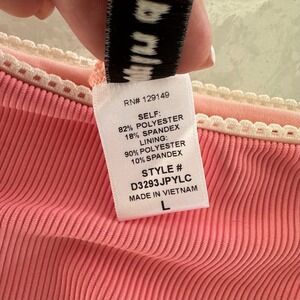 RN# 129149
SELF:
82% POLYESTER
18% SPANDEX
LINING:
90% POLYESTER
10% SPANDEX
STYLE #
D3293JPYLC
MADE IN VIETNAM
L